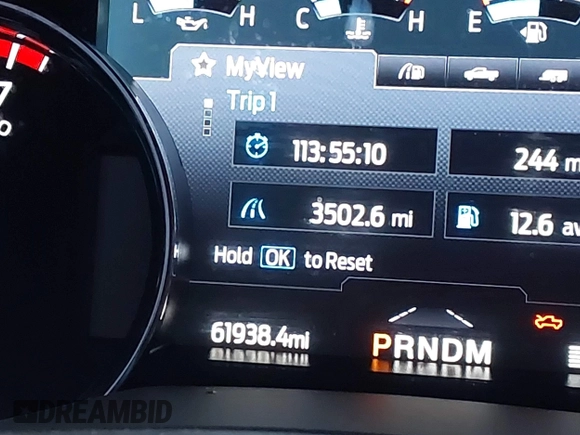 L H C H E
MyView
Trip 1
113:55:10
244 m
3502.6 mi
12.6 av
Hold OK to Reset
61938.4mi
PRNDM
DREAMBID